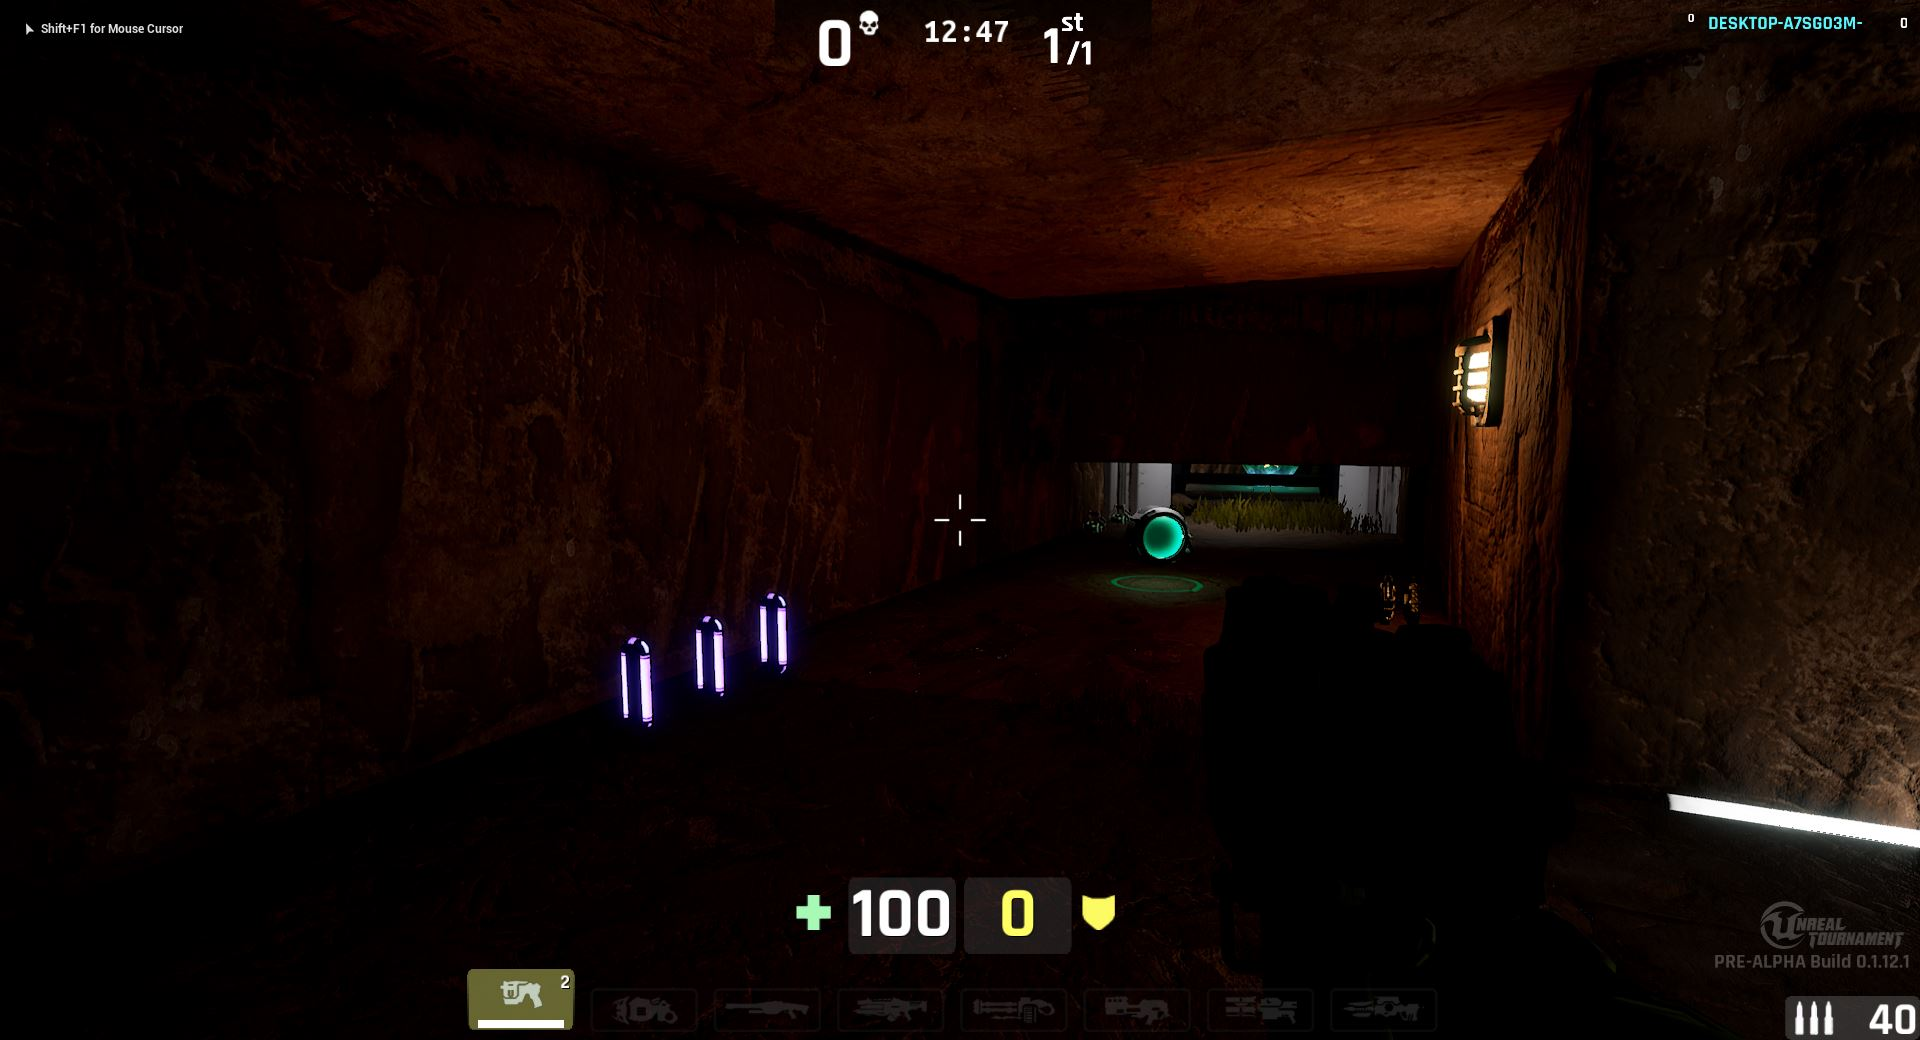 Shift+F1 for Mouse Cursor
0 12:47 1st/1
0 DESKTOP-A7SGO3M- 0
100 0
2
UNREAL
TOURNAMENT
PRE-ALPHA Build 0.1.12.1
40